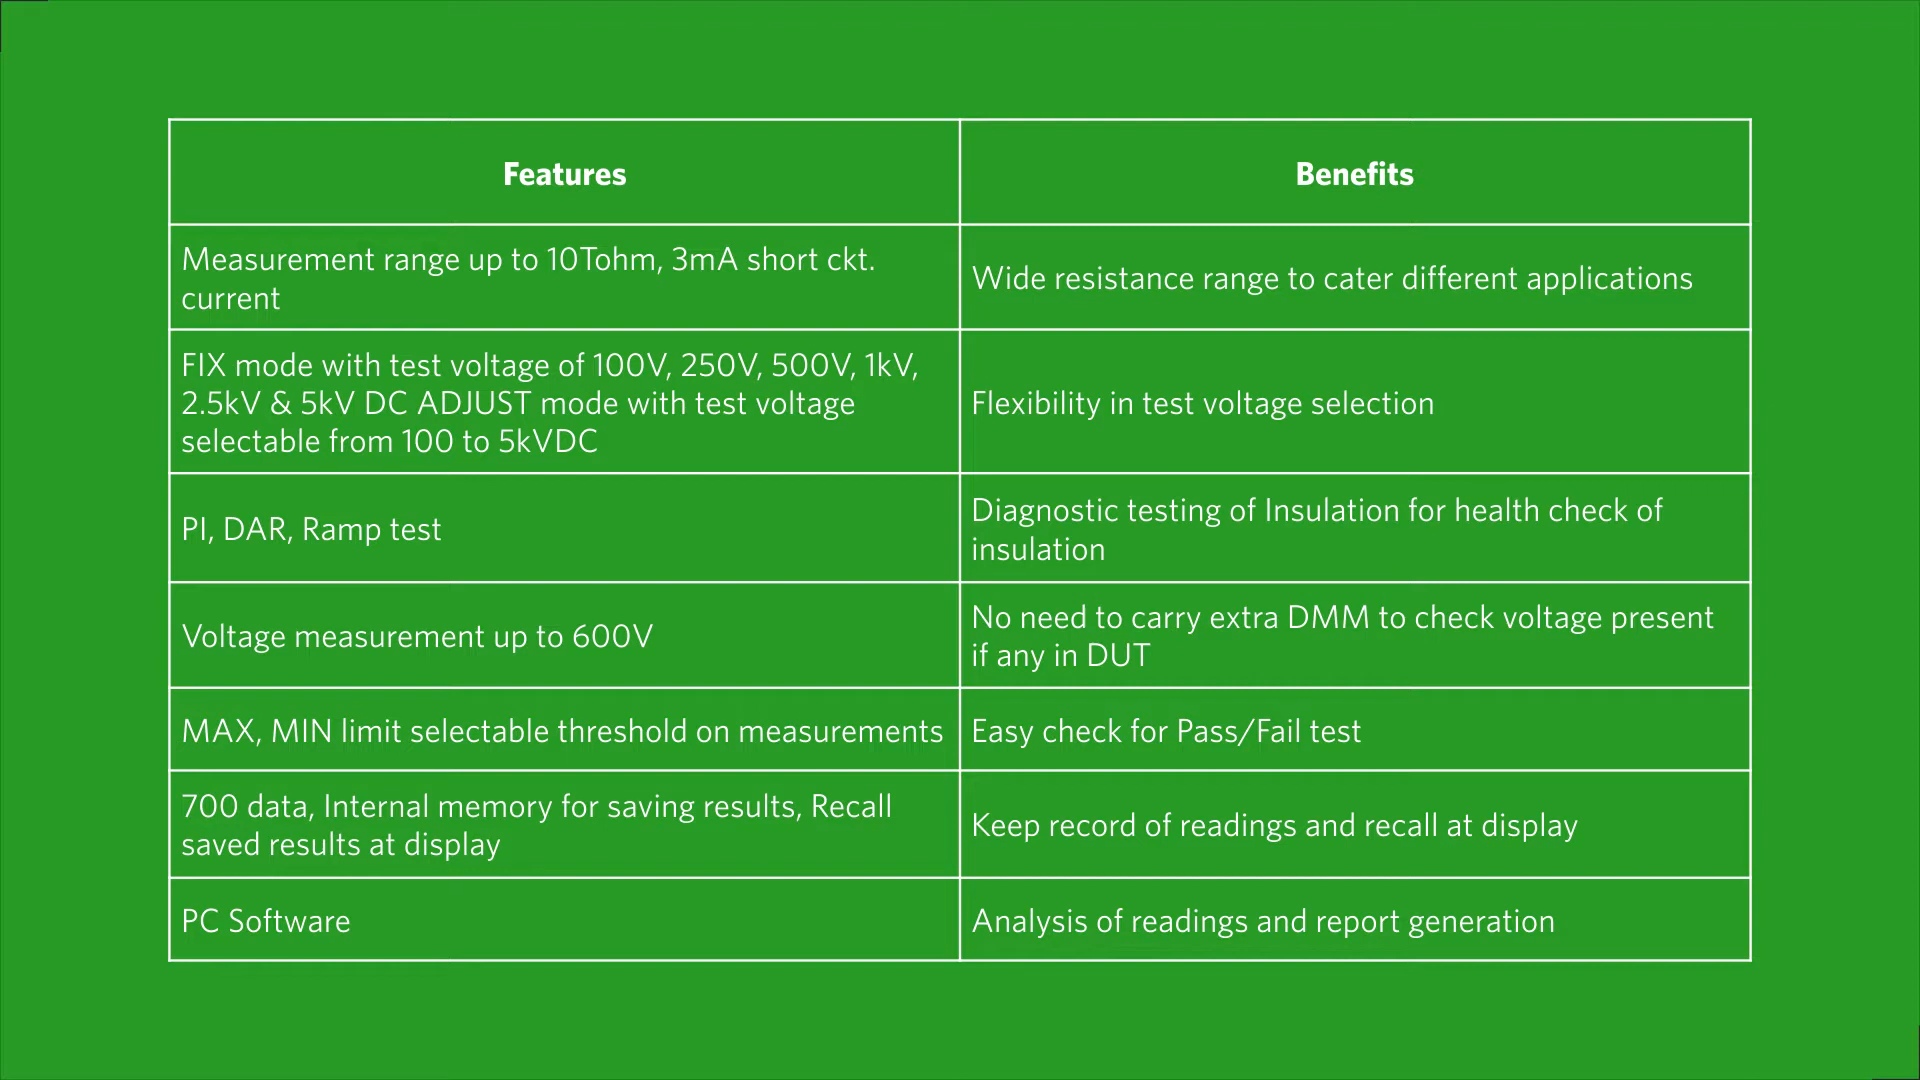 Features
Benefits
Measurement range up to 10Tohm, 3mA short ckt.
current
Wide resistance range to cater different applications
FIX mode with test voltage of 100V, 250V, 500V, 1kV,
2.5kV & 5kV DC ADJUST mode with test voltage
selectable from 100 to 5kVDC
Flexibility in test voltage selection
PI, DAR, Ramp test
Diagnostic testing of Insulation for health check of
insulation
Voltage measurement up to 600V
No need to carry extra DMM to check voltage present
if any in DUT
MAX, MIN limit selectable threshold on measurements
Easy check for Pass/Fail test
700 data, Internal memory for saving results, Recall
saved results at display
Keep record of readings and recall at display
PC Software
Analysis of readings and report generation